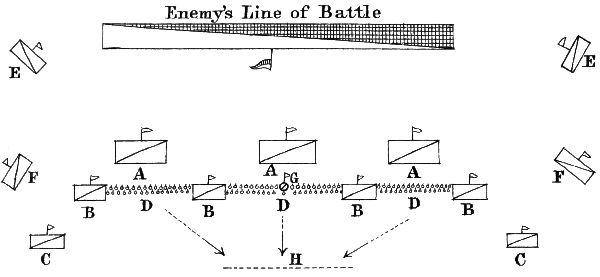 Enemy's Line of Battle
E E
A A A
F G F
B D B D B D B
C H C